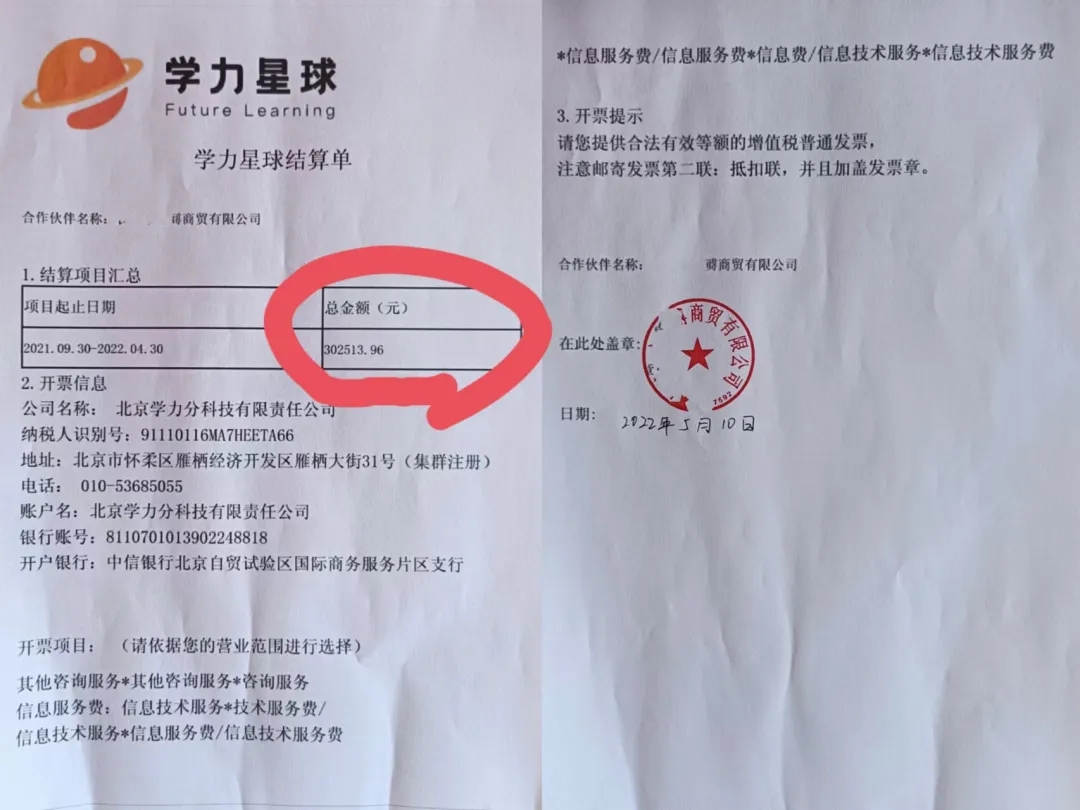 学力星球
Future Learning
学力星球结算单
合作伙伴名称： 商贸有限公司
1.结算项目汇总
项目起止日期 总金额（元）
2021.09.30-2022.04.30 302513.96
2.开票信息
公司名称： 北京学力分科技有限责任公司
纳税人识别号：91110116MA7HEETA66
地址：北京市怀柔区雁栖经济开发区雁栖大街31号（集群注册）
电话： 010-53685055
账户名：北京学力分科技有限责任公司
银行账号：8110701013902248818
开户银行：中信银行北京自贸试验区国际商务服务片区支行
开票项目： （请依据您的营业范围进行选择）
其他咨询服务*其他咨询服务*咨询服务
信息服务费：信息技术服务*技术服务费/
信息技术服务*信息服务费/信息技术服务费
*信息服务费/信息服务费*信息费/信息技术服务*信息技术服务费
3.开票提示
请您提供合法有效等额的增值税普通发票，
注意邮寄发票第二联：抵扣联，并且加盖发票章。
合作伙伴名称： 商贸有限公司
在此处盖章：
商贸有限公司
日期： 2022年5月10日